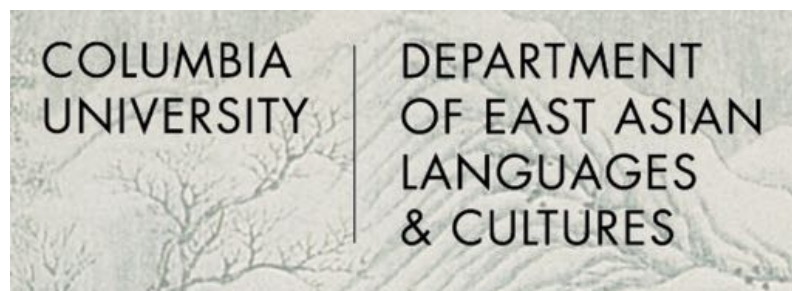 COLUMBIA
UNIVERSITY
DEPARTMENT
OF EAST ASIAN
LANGUAGES
& CULTURES